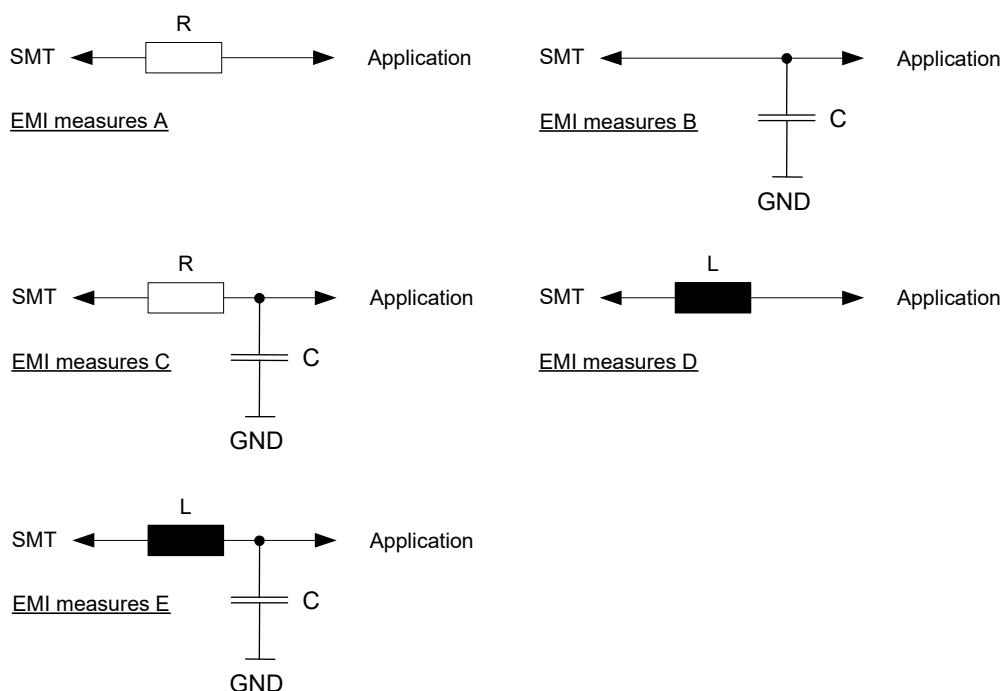 R
SMT Application
EMI measures A
SMT Application
EMI measures B
C
GND
R
SMT Application
EMI measures C
C
GND
L
SMT Application
EMI measures D
L
SMT Application
EMI measures E
C
GND